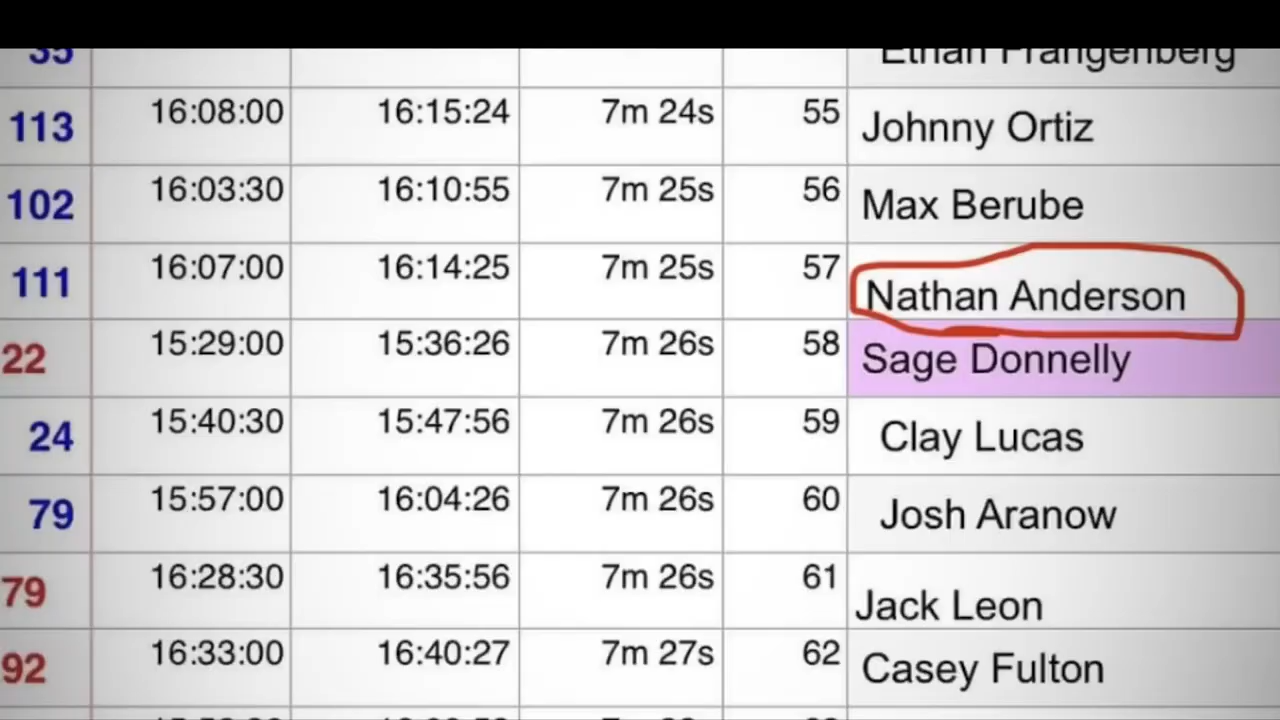 35 Ethan Prangenberg
113 16:08:00 16:15:24 7m 24s 55 Johnny Ortiz
102 16:03:30 16:10:55 7m 25s 56 Max Berube
111 16:07:00 16:14:25 7m 25s 57 Nathan Anderson
22 15:29:00 15:36:26 7m 26s 58 Sage Donnelly
24 15:40:30 15:47:56 7m 26s 59 Clay Lucas
79 15:57:00 16:04:26 7m 26s 60 Josh Aranow
79 16:28:30 16:35:56 7m 26s 61 Jack Leon
92 16:33:00 16:40:27 7m 27s 62 Casey Fulton